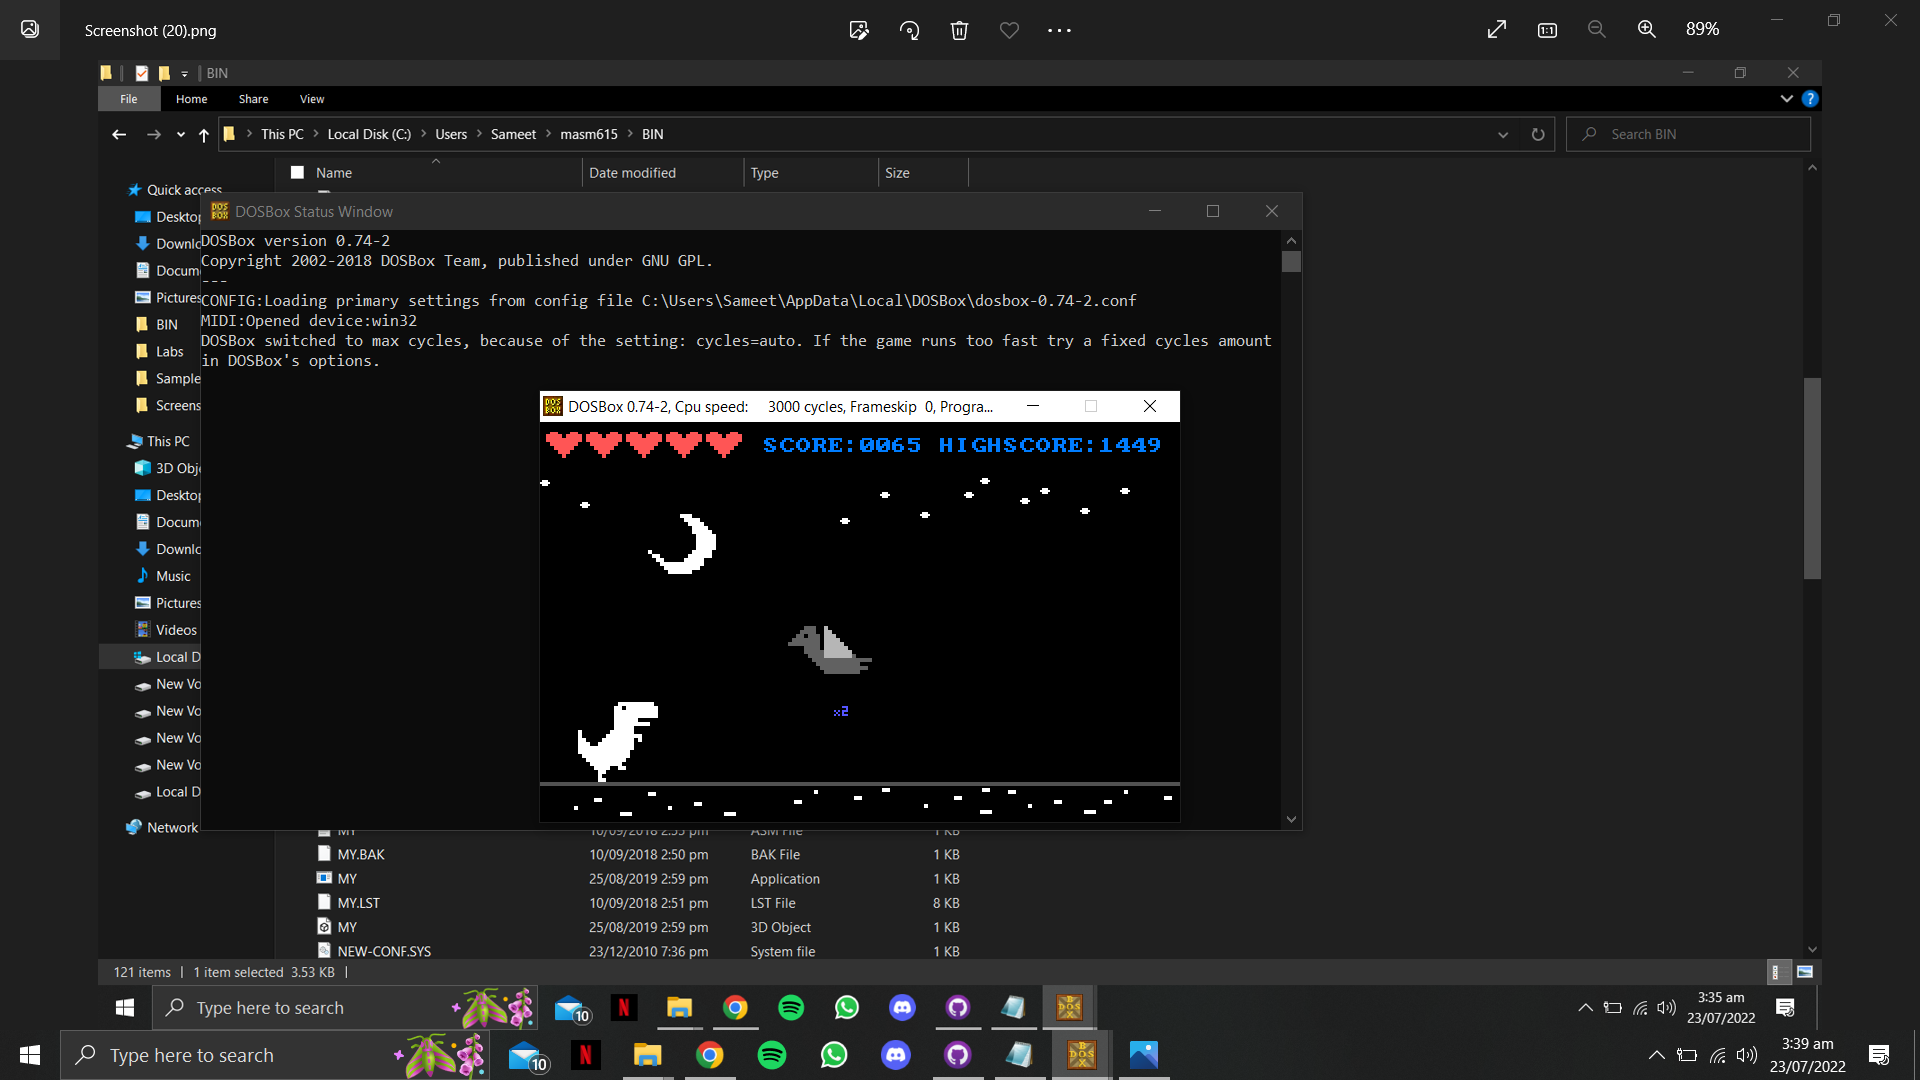 Screenshot (20).png
89%
BIN
File Home Share View
This PC Local Disk (C:) Users Sameet masm615 BIN
Search BIN
Name Date modified Type Size
Quick access
DOSBox Status Window
DOSBox version 0.74-2
Copyright 2002-2018 DOSBox Team, published under GNU GPL.
---
CONFIG:Loading primary settings from config file C:\Users\Sameet\AppData\Local\DOSBox\dosbox-0.74-2.conf
MIDI:Opened device:win32
DOSBox switched to max cycles, because of the setting: cycles=auto. If the game runs too fast try a fixed cycles amount
in DOSBox's options.
Desktop
Downlo
Docum
Pictures
BIN
Labs
Sample
Screens
This PC
3D Obj
Desktop
Docum
Downlo
Music
Pictures
Videos
Local D
New Vo
New Vo
New Vo
New Vo
Local D
Network
DOSBox 0.74-2, Cpu speed: 3000 cycles, Frameskip 0, Progra...
SCORE:0065 HIGHSCORE:1449
x2
MY 10/09/2018 2:53 pm ASM File 1 KB
MY.BAK 10/09/2018 2:50 pm BAK File 1 KB
MY 25/08/2019 2:59 pm Application 1 KB
MY.LST 10/09/2018 2:51 pm LST File 8 KB
MY 25/08/2019 2:59 pm 3D Object 1 KB
NEW-CONF.SYS 23/12/2010 7:36 pm System file 1 KB
121 items 1 item selected 3.53 KB
Type here to search
10
3:35 am
23/07/2022
Type here to search
10
3:39 am
23/07/2022